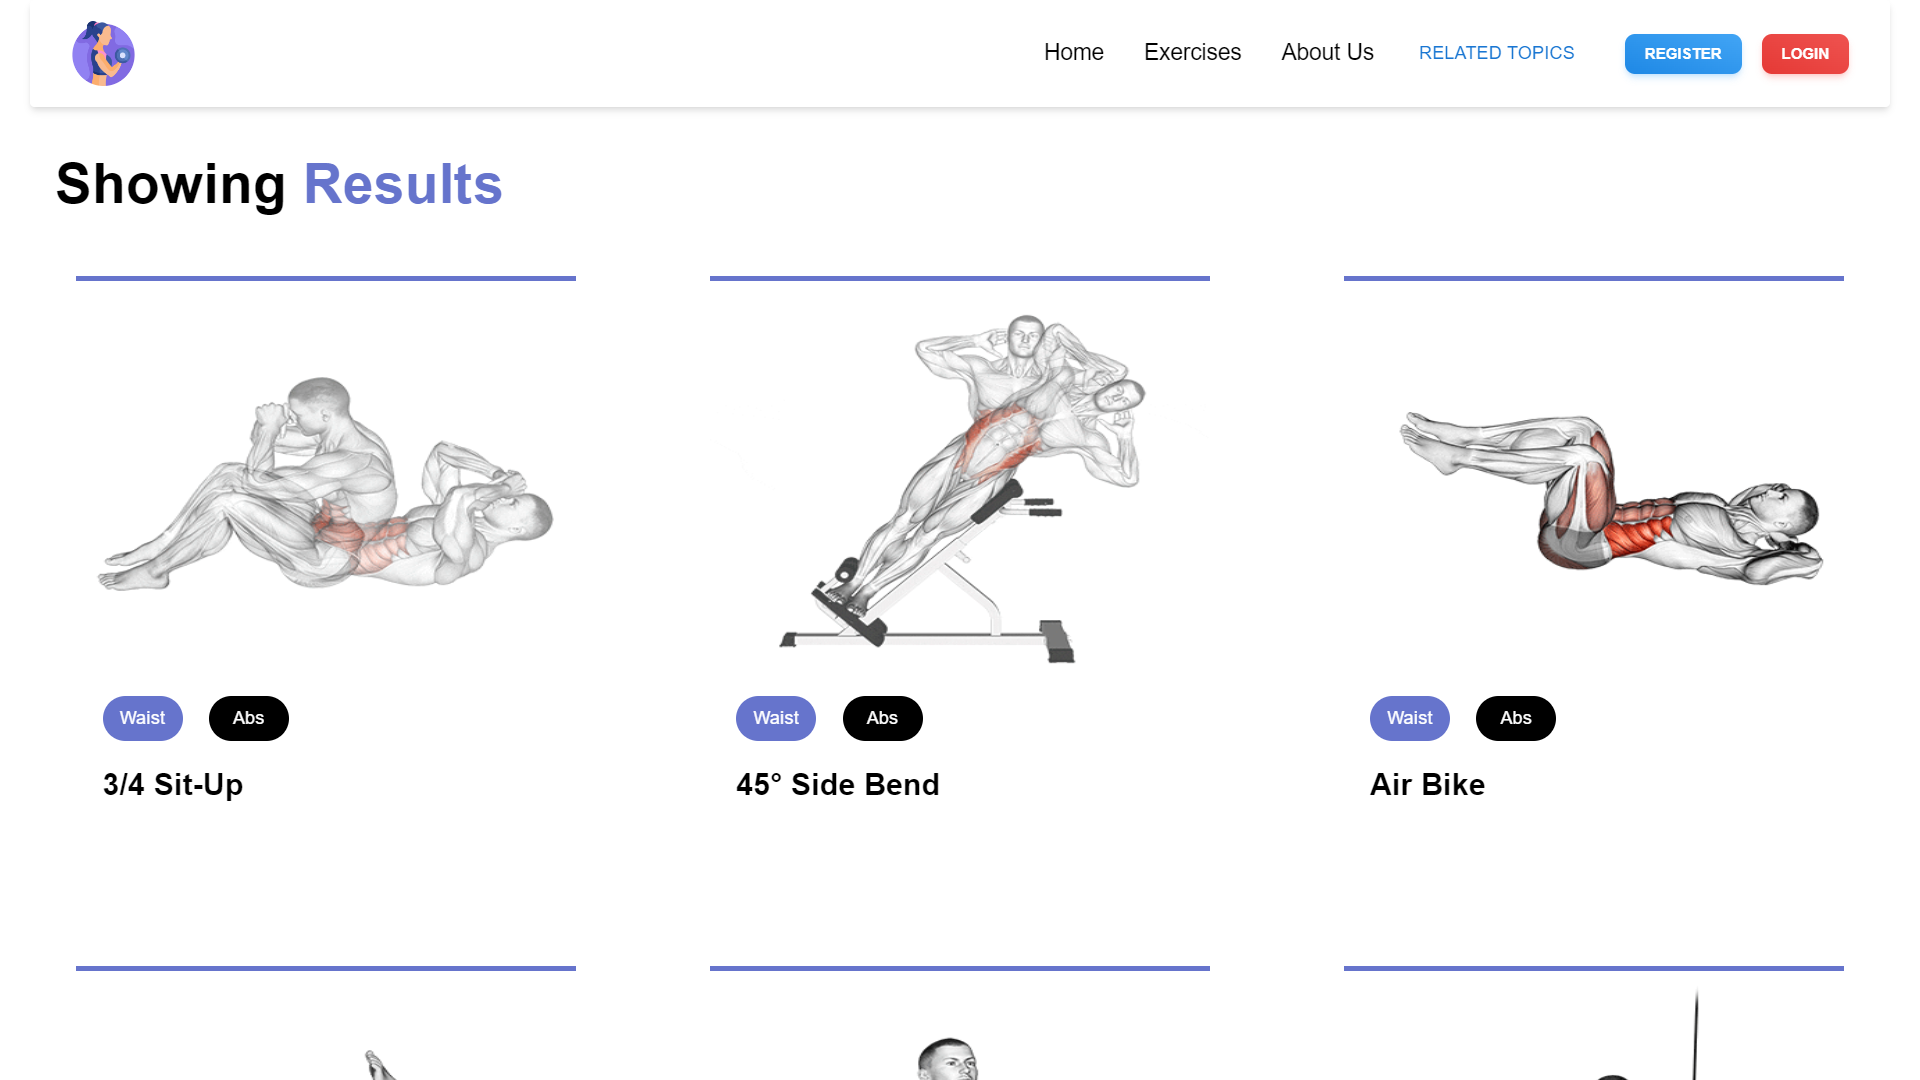 Home Exercises About Us RELATED TOPICS REGISTER LOGIN
Showing Results
Waist Abs
3/4 Sit-Up
Waist Abs
45° Side Bend
Waist Abs
Air Bike